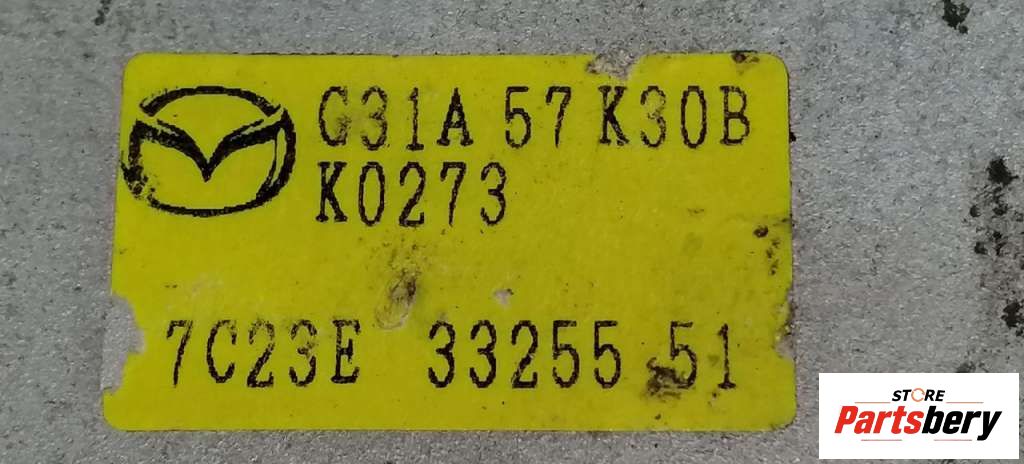 G31A 57 K30B
K0273
7C23E 33255 51
STORE
Partsbery